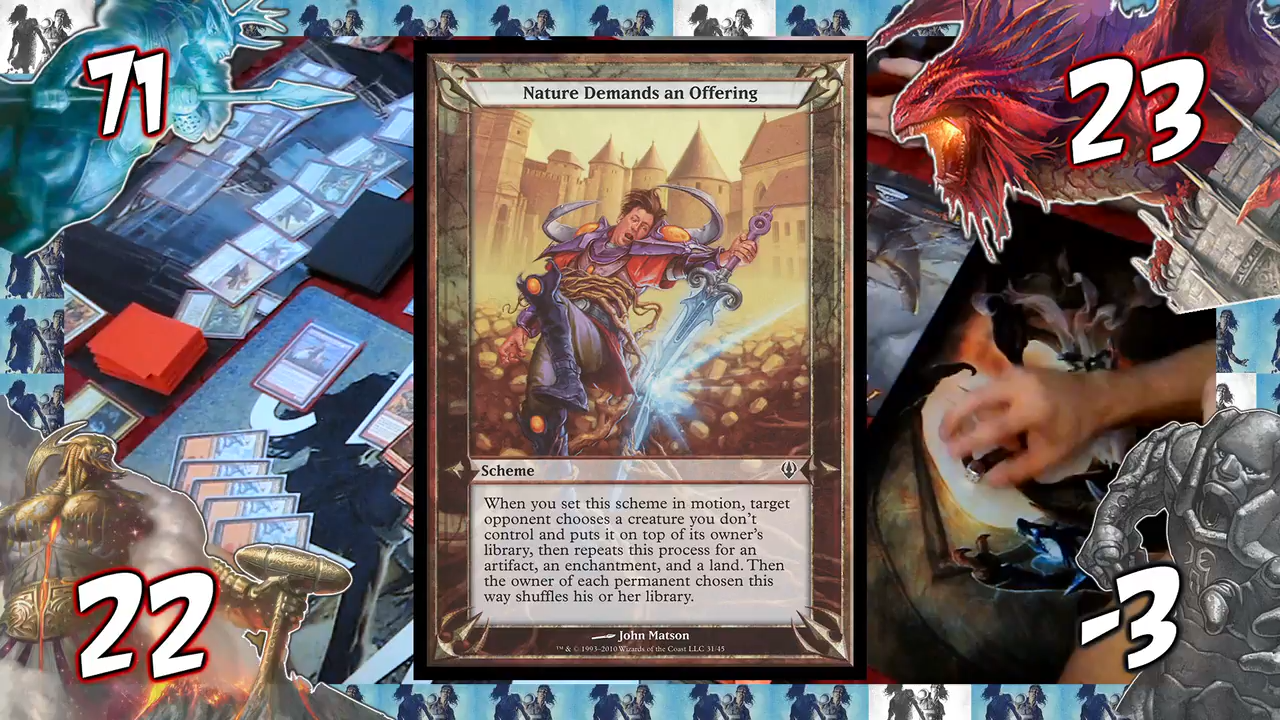 71
23
Nature Demands an Offering
Scheme
When you set this scheme in motion, target
opponent chooses a creature you don't
control and puts it on top of its owner's
library, then repeats this process for an
artifact, an enchantment, and a land. Then
the owner of each permanent chosen this
way shuffles his or her library.
John Matson
™ & © 1993–2010 Wizards of the Coast LLC 31/45
22
-3